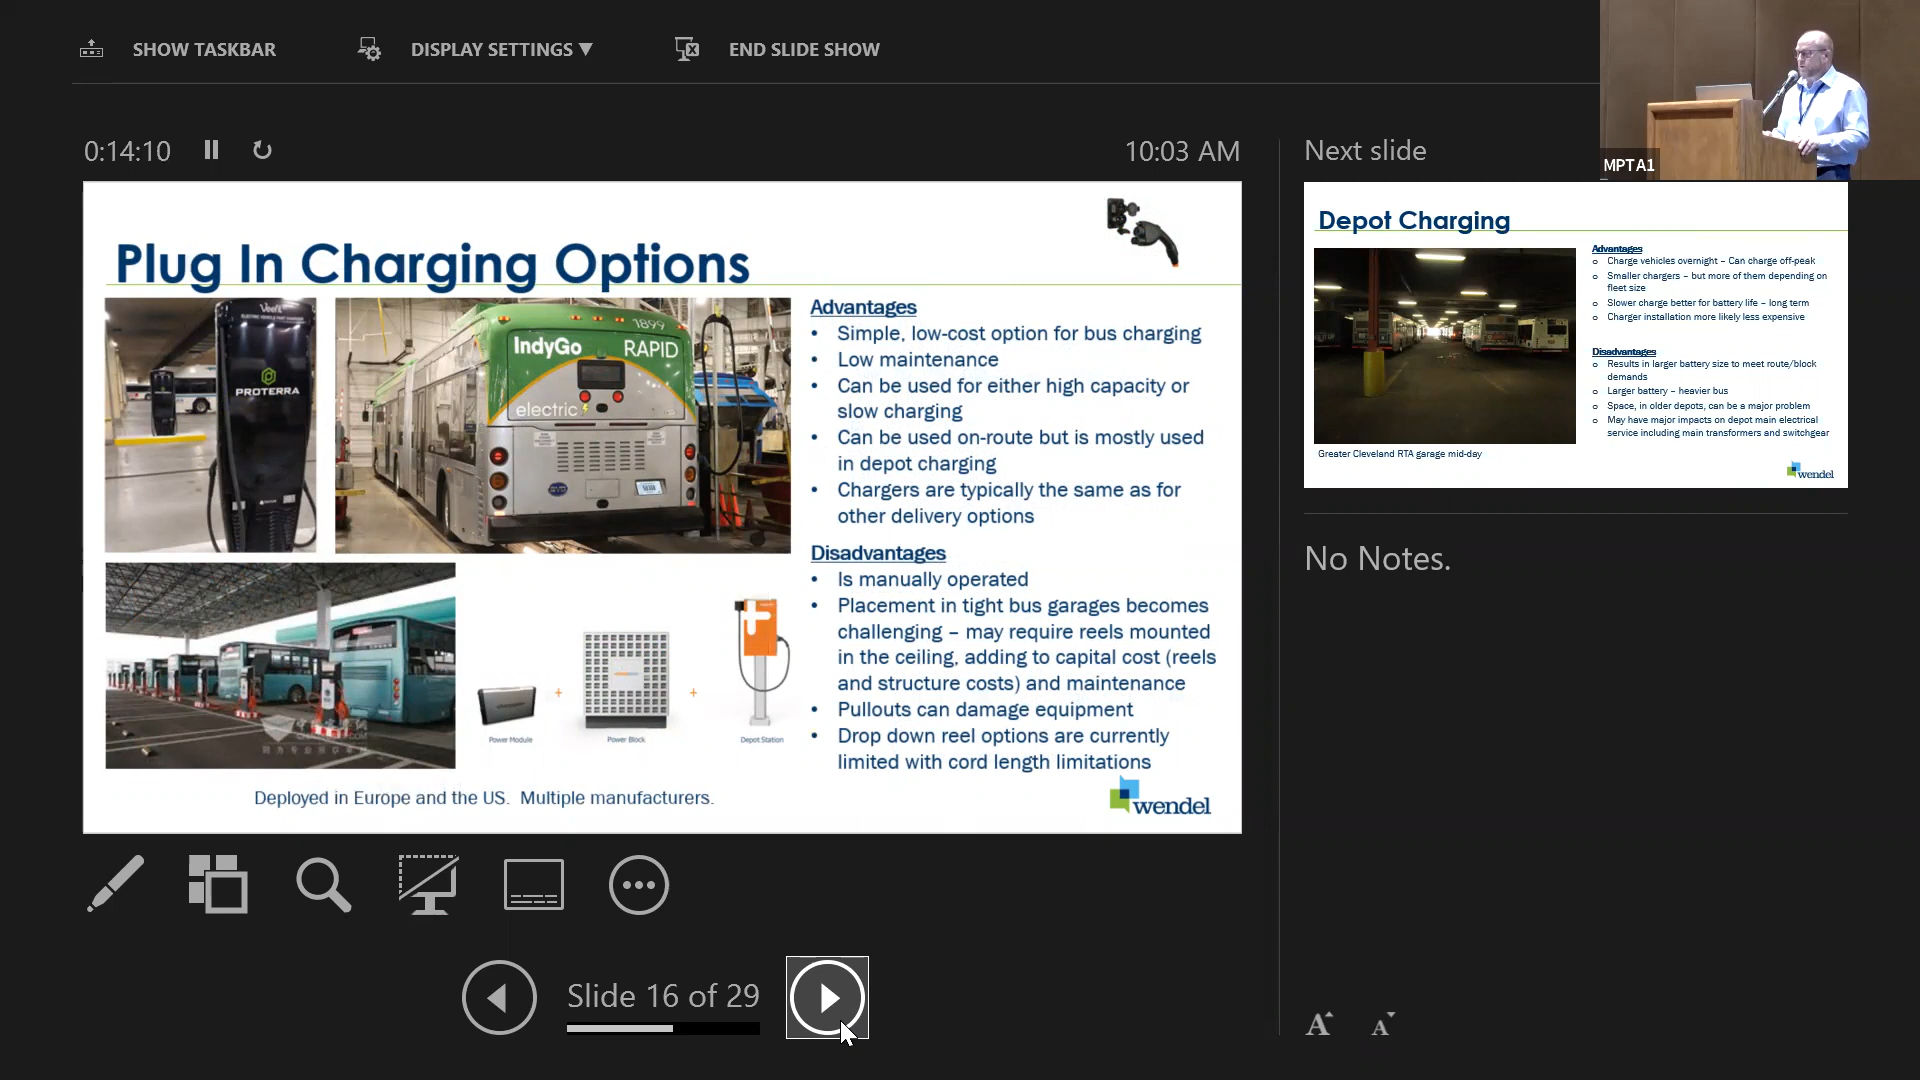 SHOW TASKBAR
DISPLAY SETTINGS ▼
END SLIDE SHOW
MPTA1
0:14:10
10:03 AM
Plug In Charging Options
Veefil
PROTERRA
1899
IndyGo RAPID
electric
Advantages
• Simple, low-cost option for bus charging
• Low maintenance
• Can be used for either high capacity or
slow charging
• Can be used on-route but is mostly used
in depot charging
• Chargers are typically the same as for
other delivery options
Disadvantages
• Is manually operated
• Placement in tight bus garages becomes
challenging – may require reels mounted
in the ceiling, adding to capital cost (reels
and structure costs) and maintenance
• Pullouts can damage equipment
• Drop down reel options are currently
limited with cord length limitations
Power Module + Power Block + Depot Station
Deployed in Europe and the US. Multiple manufacturers.
wendel
Slide 16 of 29
Next slide
Depot Charging
Advantages
o Charge vehicles overnight – Can charge off-peak
o Smaller chargers – but more of them depending on
fleet size
o Slower charge better for battery life – long term
o Charger installation more likely less expensive
Disadvantages
o Results in larger battery size to meet route/block
demands
o Larger battery – heavier bus
o Space, in older depots, can be a major problem
o May have major impacts on depot main electrical
service including main transformers and switchgear
Greater Cleveland RTA garage mid-day
wendel
No Notes.
A A